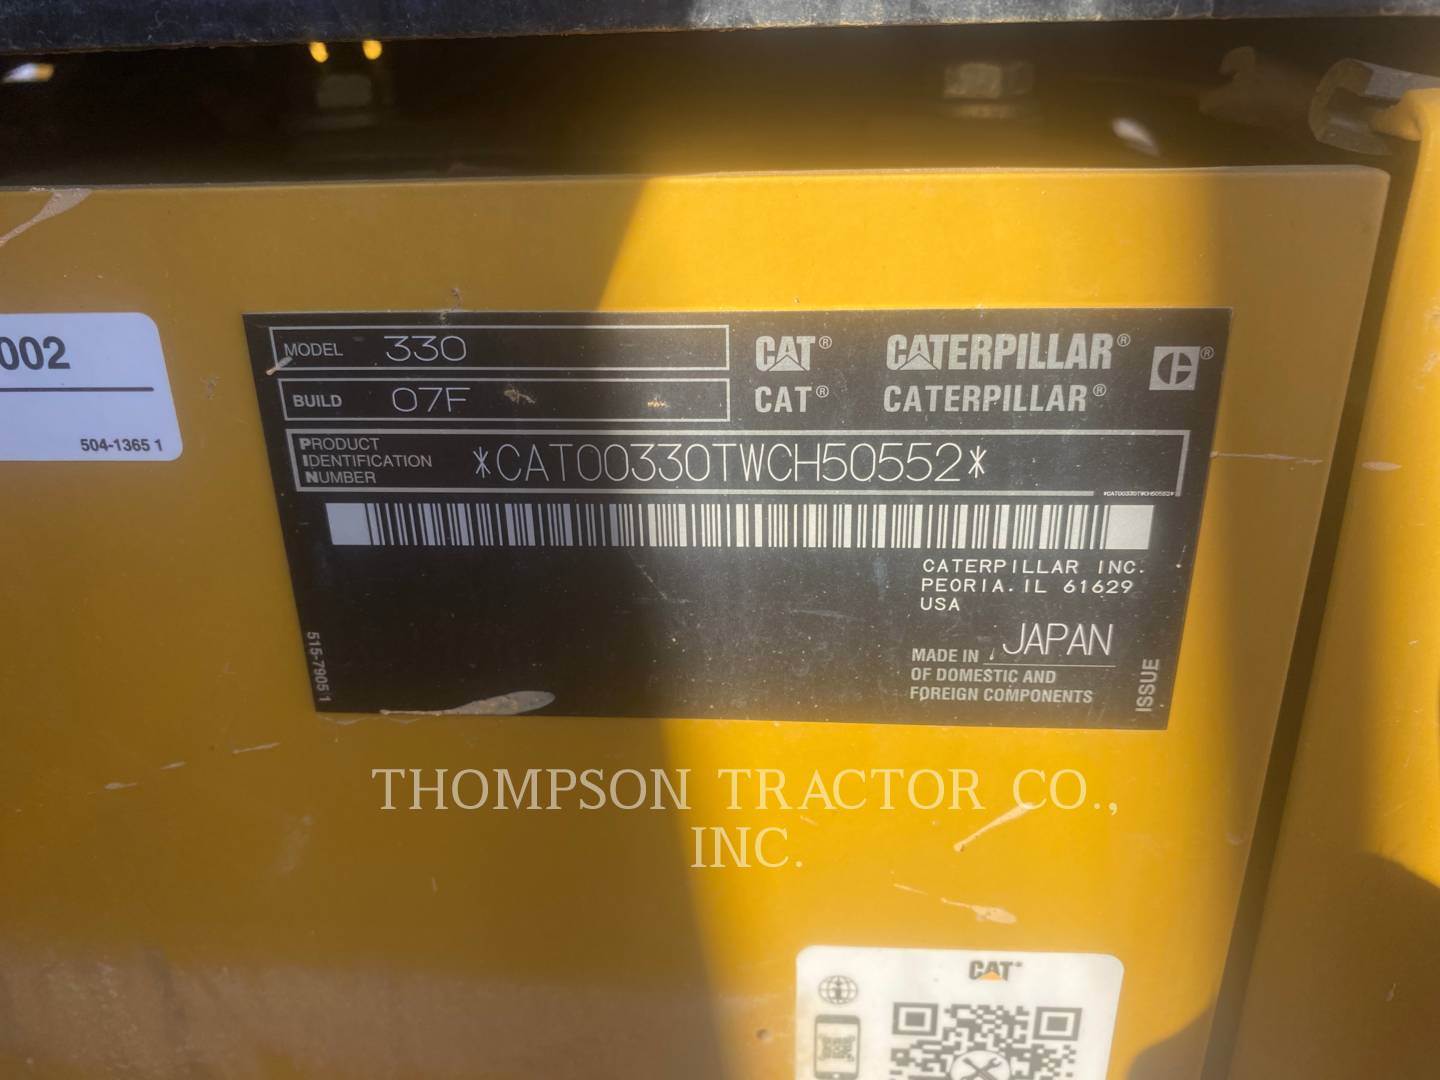 002
504-1365 1
MODEL 330
BUILD 07F
CAT® CATERPILLAR®
CAT® CATERPILLAR®
PRODUCT
IDENTIFICATION
NUMBER
*CAT00330TWCH50552*
*CAT00330TWCH50552*
CATERPILLAR INC.
PEORIA. IL 61629
USA
MADE IN JAPAN
OF DOMESTIC AND
FOREIGN COMPONENTS
515-7905 1
ISSUE
THOMPSON TRACTOR CO.,
INC.
CAT®